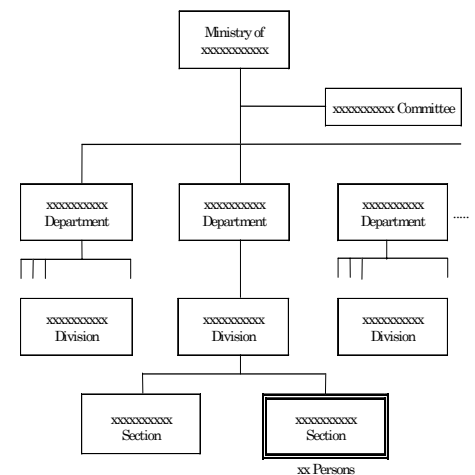 Ministry of
xxxxxxxxxxx
xxxxxxxxxx Committee
xxxxxxxxxx
Department
xxxxxxxxxx
Department
xxxxxxxxxx
Department
.....
xxxxxxxxxx
Division
xxxxxxxxxx
Division
xxxxxxxxxx
Division
xxxxxxxxxx
Section
xxxxxxxxxx
Section
xx Persons